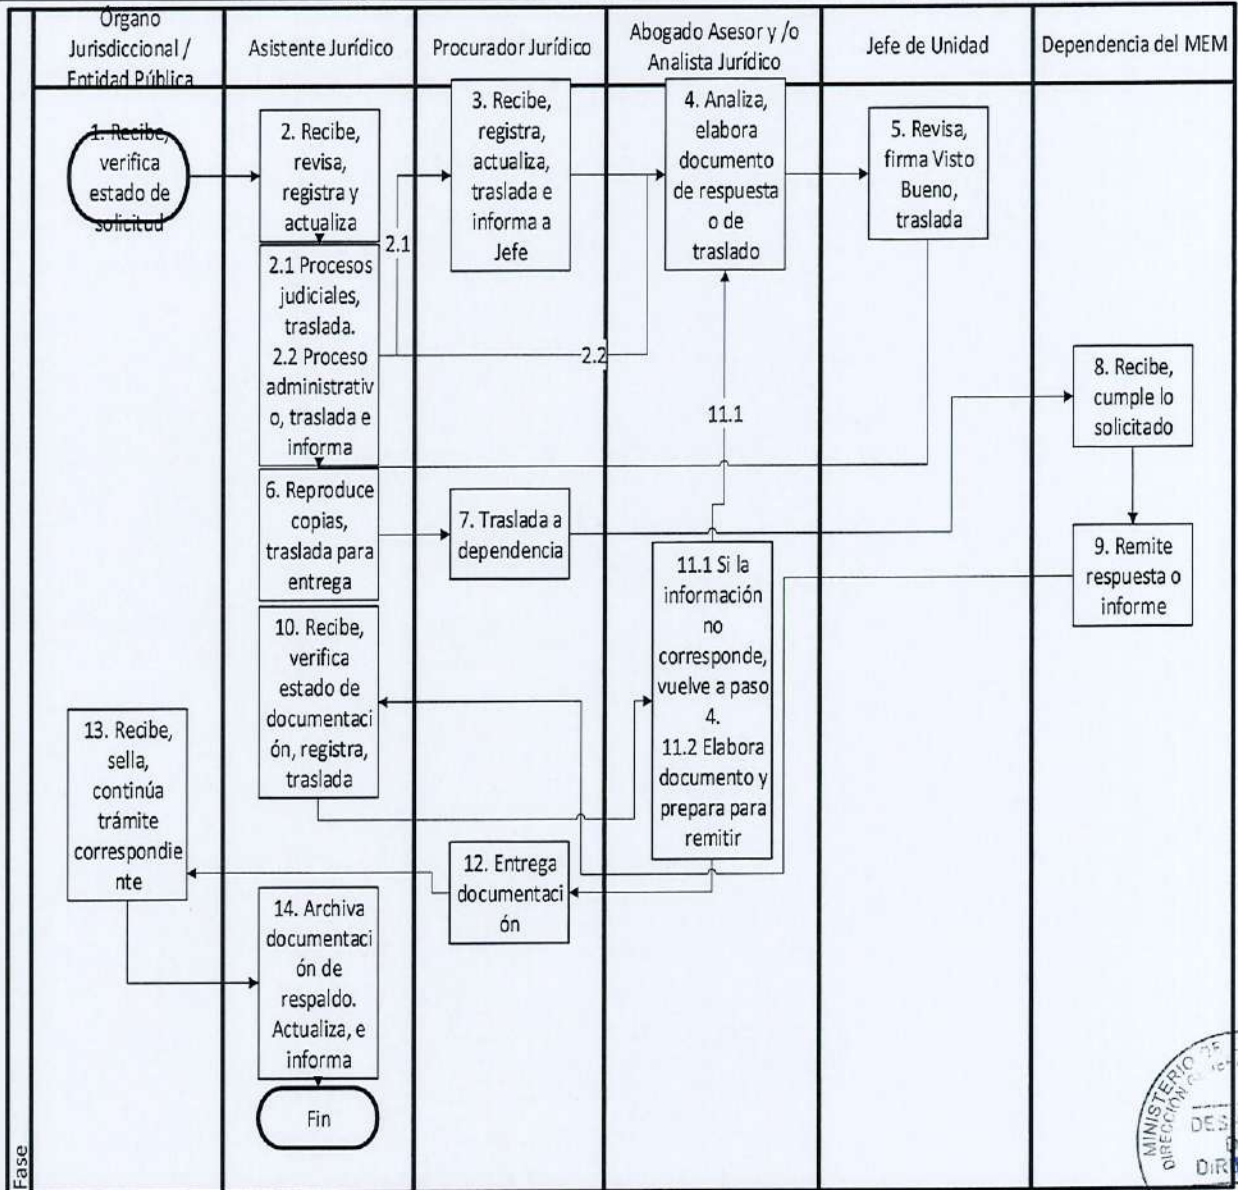 Órgano
Jurisdiccional /
Entidad Pública
Asistente Jurídico
Procurador Jurídico
Abogado Asesor y /o
Analista Jurídico
Jefe de Unidad
Dependencia del MEM
1. Recibe,
verifica
estado de
solicitud
2. Recibe,
revisa,
registra y
actualiza
3. Recibe,
registra,
actualiza,
traslada e
informa a
Jefe
4. Analiza,
elabora
documento
de respuesta
o de
traslado
5. Revisa,
firma Visto
Bueno,
traslada
2.1
2.1 Procesos
judiciales,
traslada.
2.2 Proceso
administrativ
o, traslada e
informa
2.2
11.1
8. Recibe,
cumple lo
solicitado
6. Reproduce
copias,
traslada para
entrega
7. Traslada a
dependencia
9. Remite
respuesta o
informe
10. Recibe,
verifica
estado de
documentaci
ón, registra,
traslada
11.1 Si la
información
no
corresponde,
vuelve a paso
4.
11.2 Elabora
documento y
prepara para
remitir
12. Entrega
documentaci
ón
13. Recibe,
sella,
continúa
trámite
correspondie
nte
14. Archiva
documentaci
ón de
respaldo.
Actualiza, e
informa
Fin
Fase
MINISTERIO DE
DIRECCIÓN
DES
DIR